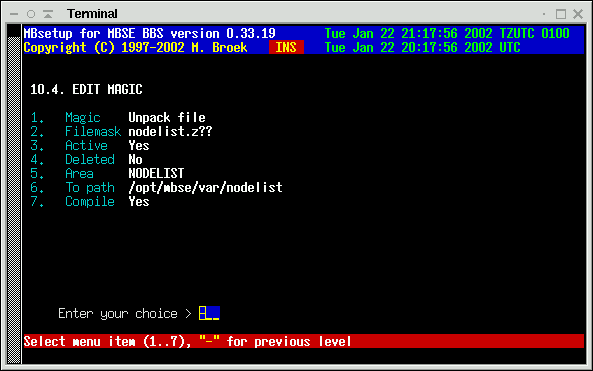 Terminal
MBsetup for MBSE BBS version 0.33.19 Tue Jan 22 21:17:56 2002 TZUTC 0100
Copyright (C) 1997-2002 M. Broek INS Tue Jan 22 20:17:56 2002 UTC
10.4. EDIT MAGIC
1. Magic Unpack file
2. Filemask nodelist.z??
3. Active Yes
4. Deleted No
5. Area NODELIST
6. To path /opt/mbse/var/nodelist
7. Compile Yes
Enter your choice > -__
Select menu item (1..7), "-" for previous level